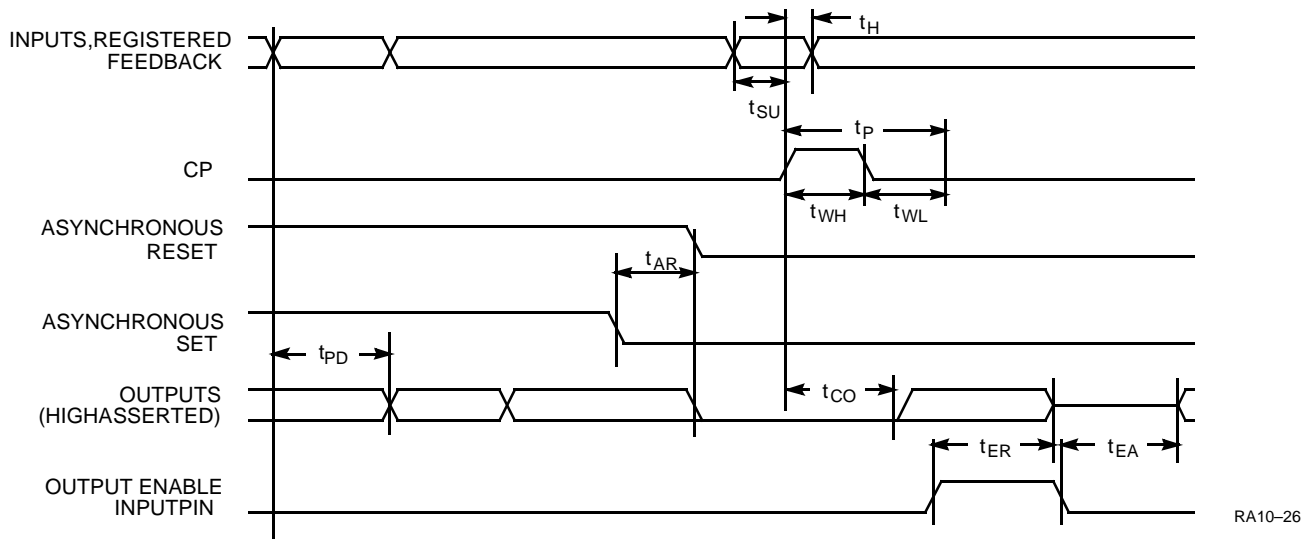 INPUTS,REGISTERED
FEEDBACK
tH
tSU
tP
CP
tWH
tWL
ASYNCHRONOUS
RESET
tAR
ASYNCHRONOUS
SET
tPD
OUTPUTS
(HIGHASSERTED)
tCO
tER
tEA
OUTPUT ENABLE
INPUTPIN
RA10–26